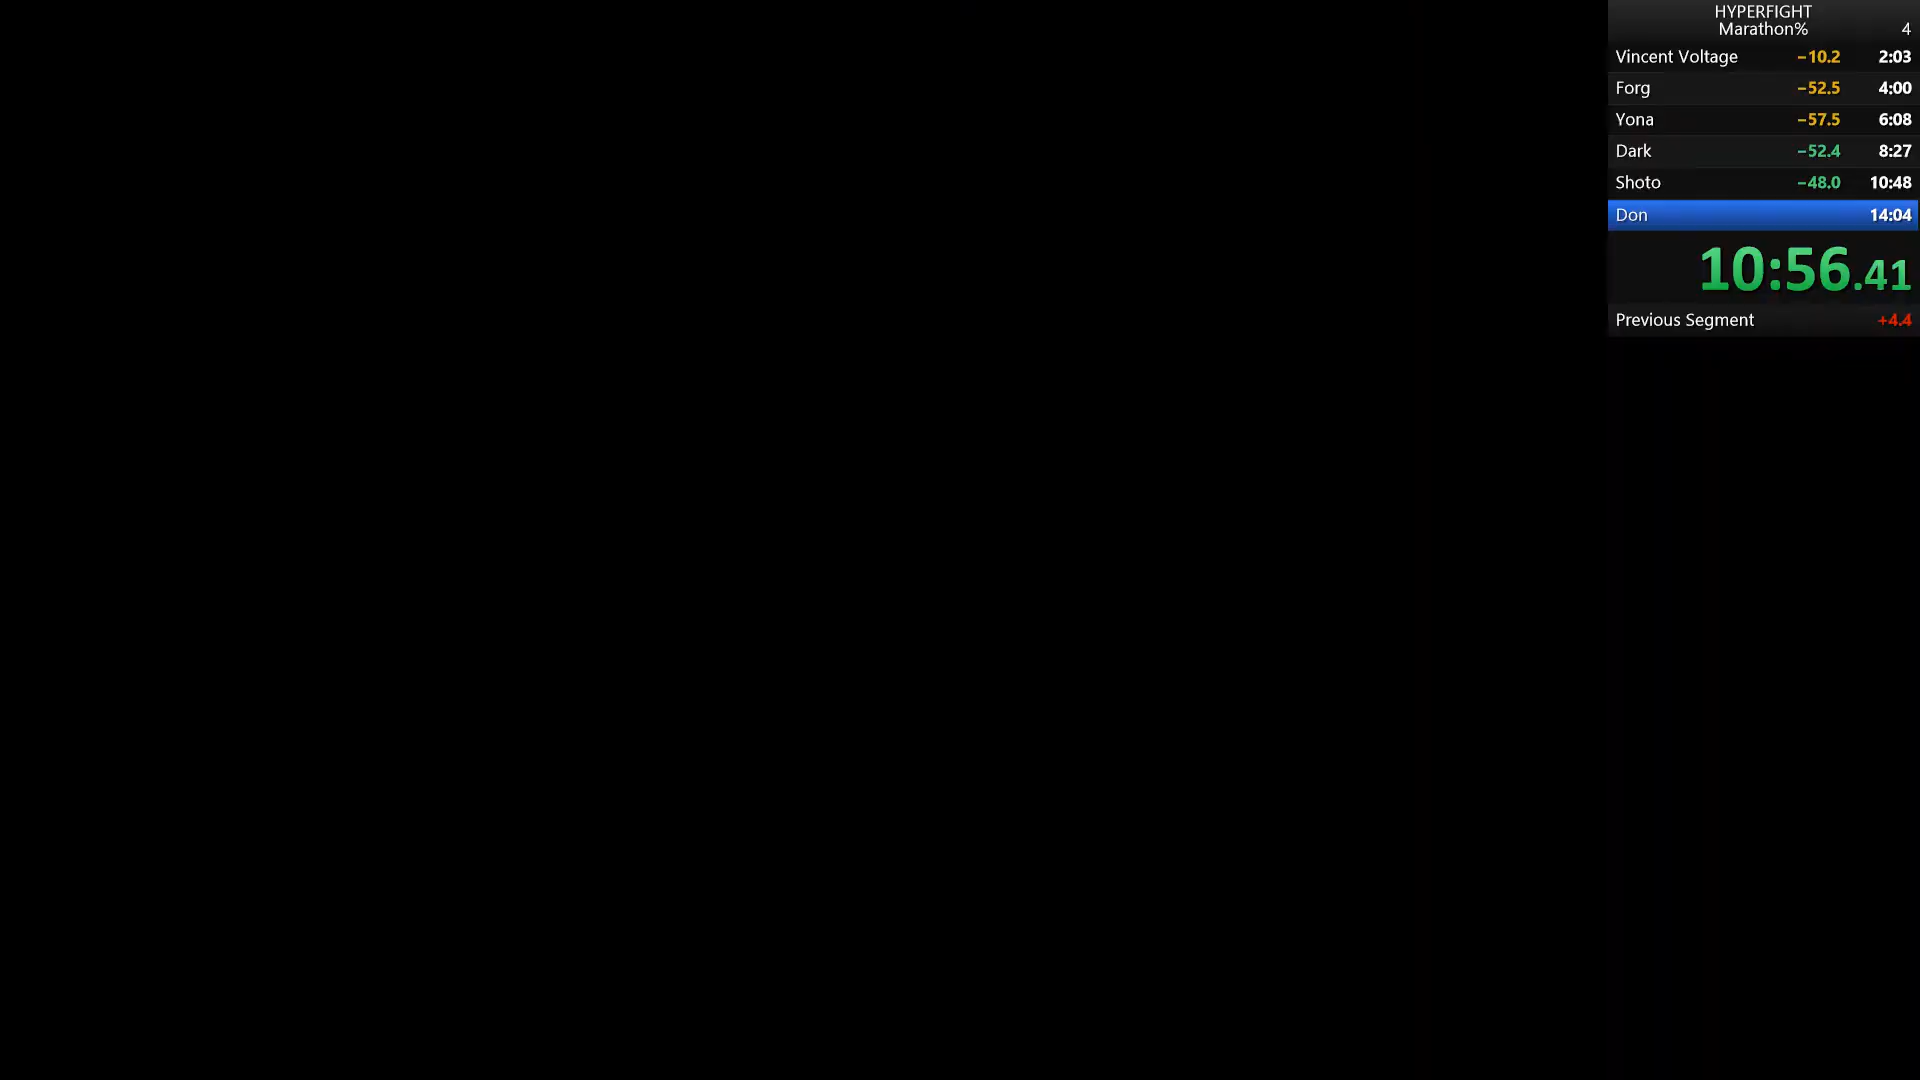 HYPERFIGHT
Marathon% 4
Vincent Voltage −10.2 2:03
Forg −52.5 4:00
Yona −57.5 6:08
Dark −52.4 8:27
Shoto −48.0 10:48
Don 14:04
10:56.41
Previous Segment +4.4